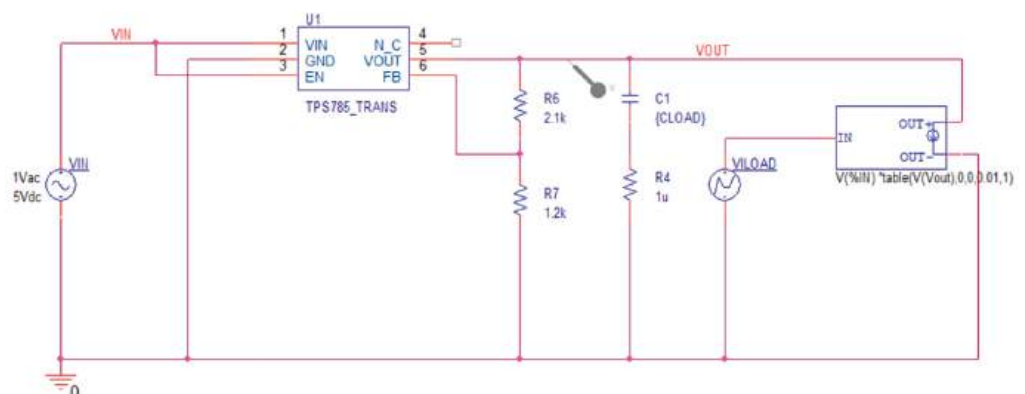 U1
VIN
1 VIN N_C 4
2 GND VOUT 5
3 EN FB 6
TPS785_TRANS
VOUT
R6
2.1k
C1
{CLOAD}
IN
OUT+
OUT-
V(%IN) *table(V(Vout),0,0,0.01,1)
VIN
1Vac
5Vdc
R7
1.2k
R4
1u
VILOAD
0